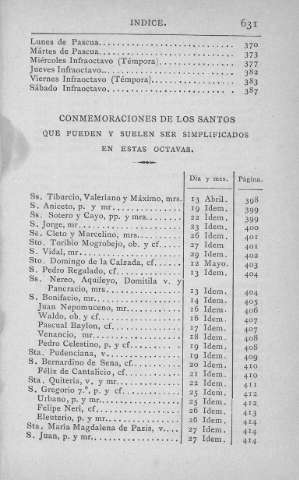 INDICE. 631
Lunes de Pascua. 370
Mártes de Pascua. 373
Miércoles Infraoctavo (Témpora). 377
Jueves Infraoctavo. 382
Viernes Infraoctavo (Témpora). 383
Sábado Infraoctavo. 387
CONMEMORACIONES DE LOS SANTOS
QUE PUEDEN Y SUELEN SER SIMPLIFICADOS
EN ESTAS OCTAVAS.
Dia y mes. Página.
Ss. Tiburcio, Valeriano y Máximo, mrs. 13 Abril. 398
S. Aniceto, p. y mr. 19 Idem. 399
Ss. Sotero y Cayo, pp. y mrs. 22 Idem. 399
S. Jorge, mr. 23 Idem. 400
Ss. Cleto y Marcelino, mrs. 26 Idem. 401
Sto. Toribio Mogrobejo, ob. y cf. 27 Idem. 401
S. Vidal, mr. 29 Idem. 402
Sto. Domingo de la Calzada, cf. 12 Mayo. 403
S. Pedro Regalado, cf. 13 Idem. 404
Ss. Nereo, Aquileyo, Domitila v. y
Pancracio, mrs. 13 Idem. 404
S. Bonifacio, mr. 14 Idem. 405
Juan Nepomuceno, mr. 16 Idem. 406
Waldo, ob. y cf. 16 Idem. 407
Pascual Baylon, cf. 17 Idem. 407
Venancio, mr. 18 Idem. 408
Pedro Celestino, p. y cf. 19 Idem. 408
Sta. Pudenciana, v. 19 Idem. 409
S. Bernardino de Sena, cf. 20 Idem. 410
Félix de Cantalicio, cf. 21 Idem. 410
Sta. Quiteria, v. y mr. 22 Idem. 411
S. Gregorio 7.º p. y cf. 25 Idem. 412
Urbano, p. y mr. 25 Idem. 412
Felipe Neri, cf. 26 Idem. 413
Eleuterio, p. y mr. 26 Idem. 414
Sta. María Magdalena de Pazis, v. 27 Idem. 414
S. Juan, p. y mr. 27 Idem. 414